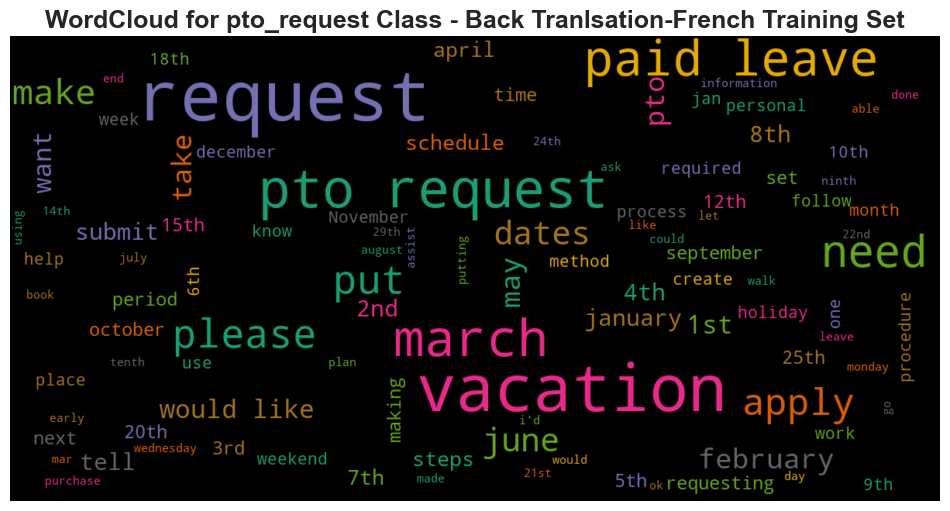 WordCloud for pto_request Class - Back Tranlsation-French Training Set
18th
april
paid leave
end
make
request
week
time
pto
information
jan
personal
able
done
8th
want
take
december
schedule
24th
ask
required
10th
set
ninth
pto request
12th
follow
14th
using
submit
15th
know
November
29th
august
assist
process
like
let
month
could
22nd
dates
september
need
help
july
6th
putting
may
method
create
walk
book
period
put
2nd
4th
one
october
please
use
march
january
1st
holiday
leave
procedure
tenth
plan
25th
monday
place
vacation
early
would like
making
apply
go
next
20th
mar
wednesday
3rd
i'd
june
work
tell
weekend
steps
would
february
purchase
7th
made
21st
5th
ok
requesting
day
9th